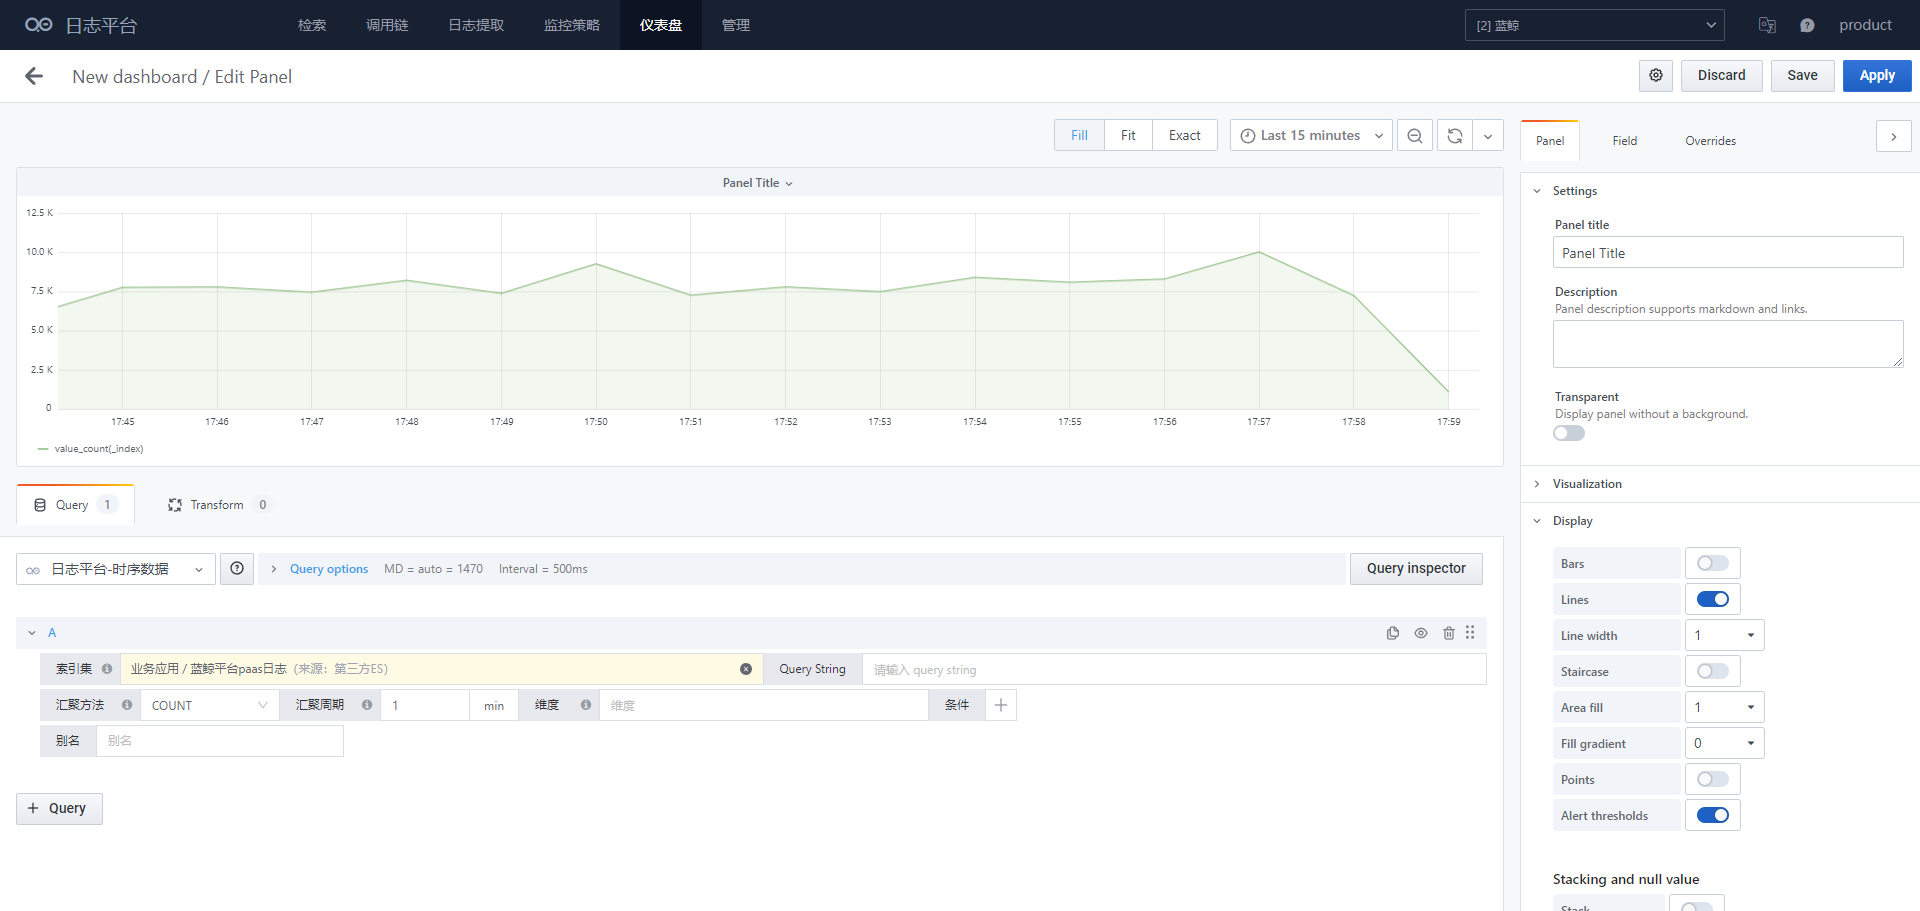 日志平台 检索 调用链 日志提取 监控策略 仪表盘 管理 [2] 蓝鲸 product
New dashboard / Edit Panel Discard Save Apply
Fill Fit Exact Last 15 minutes
Panel Field Overrides
Panel Title
12.5 K
10.0 K
7.5 K
5.0 K
2.5 K
0
17:45 17:46 17:47 17:48 17:49 17:50 17:51 17:52 17:53 17:54 17:55 17:56 17:57 17:58 17:59
value_count(_index)
Query 1 Transform 0
日志平台-时序数据 Query options MD = auto = 1470 Interval = 500ms Query inspector
A
索引集 业务应用 / 蓝鲸平台paas日志 (来源：第三方ES) Query String 请输入 query string
汇聚方法 COUNT 汇聚周期 1 min 维度 维度 条件
别名 别名
Query
Settings
Panel title
Panel Title
Description
Panel description supports markdown and links.
Transparent
Display panel without a background.
Visualization
Display
Bars
Lines
Line width 1
Staircase
Area fill 1
Fill gradient 0
Points
Alert thresholds
Stacking and null value
Stack